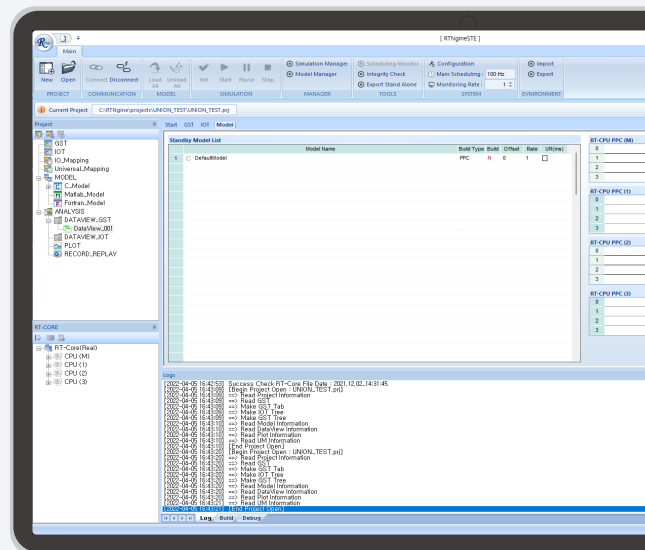 [ RTNgineSTE ]
Main
New Open Connect Disconnect Load All Unload All Init Start Pause Stop
Simulation Manager
Model Manager
Scheduling Monitor
Integrity Check
Export Stand Alone
Configuration
Main Scheduling : 100 Hz
Monitoring Rate : 1
Import
Export
PROJECT COMMUNICATION MODEL SIMULATION MANAGER TOOLS SYSTEM EVNIRONMENT
Current Project C:\RTNgine\projects\UNION_TEST\UNION_TEST.prj
Project
GST
IOT
IO_Mapping
Universal_Mapping
MODEL
C_Model
Matlab_Model
Fortran_Model
ANALYSIS
DATAVIEW_GST
DataView_001
DATAVIEW_IOT
PLOT
RECORD_REPLAY
Start GST IOT Model
Standby Model List
Model Name Build Type Build Offset Rate UR(ms)
1 C DefaultModel PPC N 0 1
RT-CPU PPC (M)
0
1
2
3
RT-CPU PPC (1)
0
1
2
3
RT-CPU PPC (2)
0
1
2
3
RT-CPU PPC (3)
0
1
2
3
RT-CORE
RT-Core(Real)
CPU (M)
CPU (1)
CPU (2)
CPU (3)
Logs
[2022-04-05 16:42:53] Success Check RT-Core File Date : 2021.12.02_14:31:45
[2022-04-05 16:43:09] [Begin Project Open : UNION_TEST.prj]
[2022-04-05 16:43:09] ==> Read Project Information
[2022-04-05 16:43:09] ==> Read GST
[2022-04-05 16:43:09] ==> Make GST_Tab
[2022-04-05 16:43:09] ==> Make IOT_Tree
[2022-04-05 16:43:09] ==> Make GST_Tree
[2022-04-05 16:43:10] ==> Read Model Information
[2022-04-05 16:43:10] ==> Read DataView Information
[2022-04-05 16:43:10] ==> Read Plot Information
[2022-04-05 16:43:10] ==> Read UM Information
[2022-04-05 16:43:10] [End Project Open]
[2022-04-05 16:43:20] [Begin Project Open : UNION_TEST.prj]
[2022-04-05 16:43:20] ==> Read Project Information
[2022-04-05 16:43:20] ==> Read GST
[2022-04-05 16:43:20] ==> Make GST_Tab
[2022-04-05 16:43:20] ==> Make IOT_Tree
[2022-04-05 16:43:20] ==> Make GST_Tree
[2022-04-05 16:43:20] ==> Read Model Information
[2022-04-05 16:43:20] ==> Read DataView Information
[2022-04-05 16:43:20] ==> Read Plot Information
[2022-04-05 16:43:21] ==> Read UM Information
[2022-04-05 16:43:21] [End Project Open]
Log Build Debug